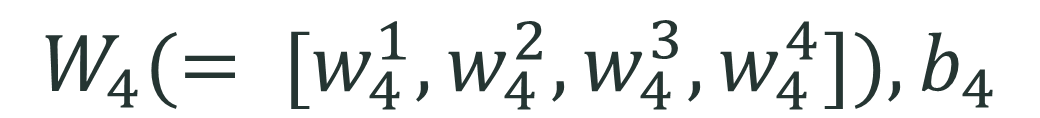 W₄(= [w₄¹, w₄², w₄³, w₄⁴]), b₄